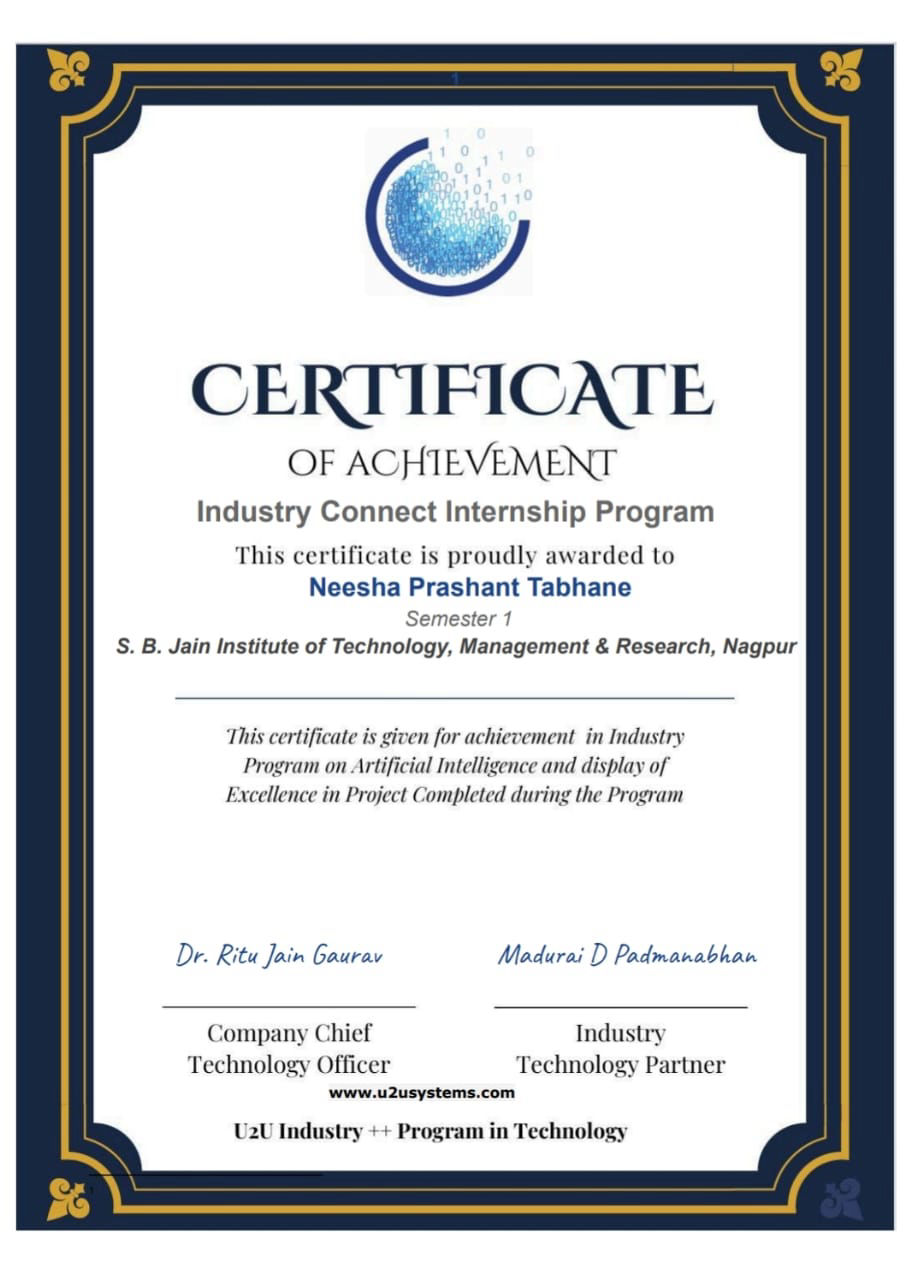 1
CERTIFICATE
OF ACHIEVEMENT
Industry Connect Internship Program
This certificate is proudly awarded to
Neesha Prashant Tabhane
Semester 1
S. B. Jain Institute of Technology, Management & Research, Nagpur
This certificate is given for achievement in Industry
Program on Artificial Intelligence and display of
Excellence in Project Completed during the Program
Dr. Ritu Jain Gaurav Madurai D Padmanabhan
Company Chief Industry
Technology Officer Technology Partner
www.u2usystems.com
U2U Industry ++ Program in Technology
1